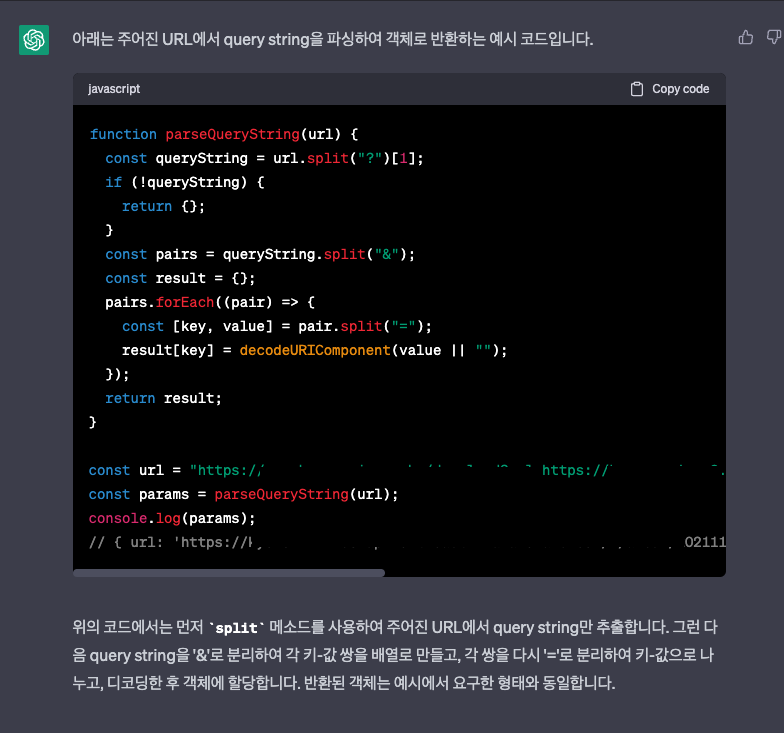 아래는 주어진 URL에서 query string을 파싱하여 객체로 반환하는 예시 코드입니다.
javascript
Copy code
function parseQueryString(url) {
const queryString = url.split("?")[1];
if (!queryString) {
return {};
}
const pairs = queryString.split("&");
const result = {};
pairs.forEach((pair) => {
const [key, value] = pair.split("=");
result[key] = decodeURIComponent(value || "");
});
return result;
}
const url = "https:/ https://
const params = parseQueryString(url);
console.log(params);
// { url: 'https:// 02111
위의 코드에서는 먼저 `split` 메소드를 사용하여 주어진 URL에서 query string만 추출합니다. 그런 다
음 query string을 '&'로 분리하여 각 키-값 쌍을 배열로 만들고, 각 쌍을 다시 '='로 분리하여 키-값으로 나
누고, 디코딩한 후 객체에 할당합니다. 반환된 객체는 예시에서 요구한 형태와 동일합니다.